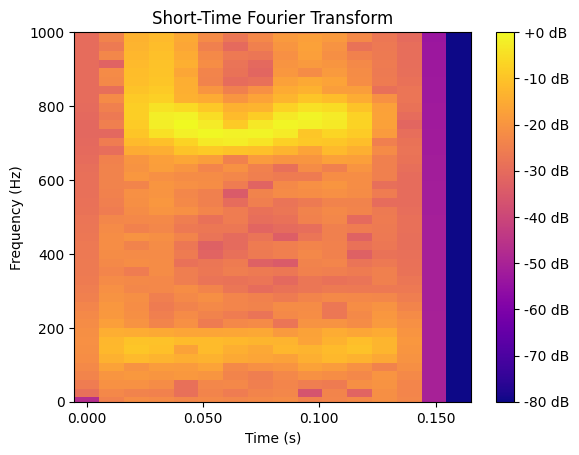 Short-Time Fourier Transform
Frequency (Hz)
1000
800
600
400
200
0
0.000
0.050
0.100
0.150
Time (s)
+0 dB
-10 dB
-20 dB
-30 dB
-40 dB
-50 dB
-60 dB
-70 dB
-80 dB